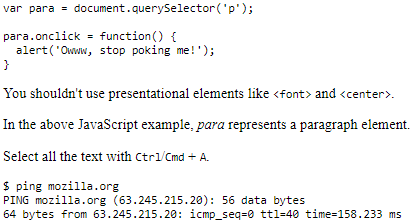 var para = document.querySelector('p');
para.onclick = function() {
  alert('Owww, stop poking me!');
}
You shouldn't use presentational elements like <font> and <center>.
In the above JavaScript example, para represents a paragraph element.
Select all the text with Ctrl/Cmd + A.
$ ping mozilla.org
PING mozilla.org (63.245.215.20): 56 data bytes
64 bytes from 63.245.215.20: icmp_seq=0 ttl=40 time=158.233 ms